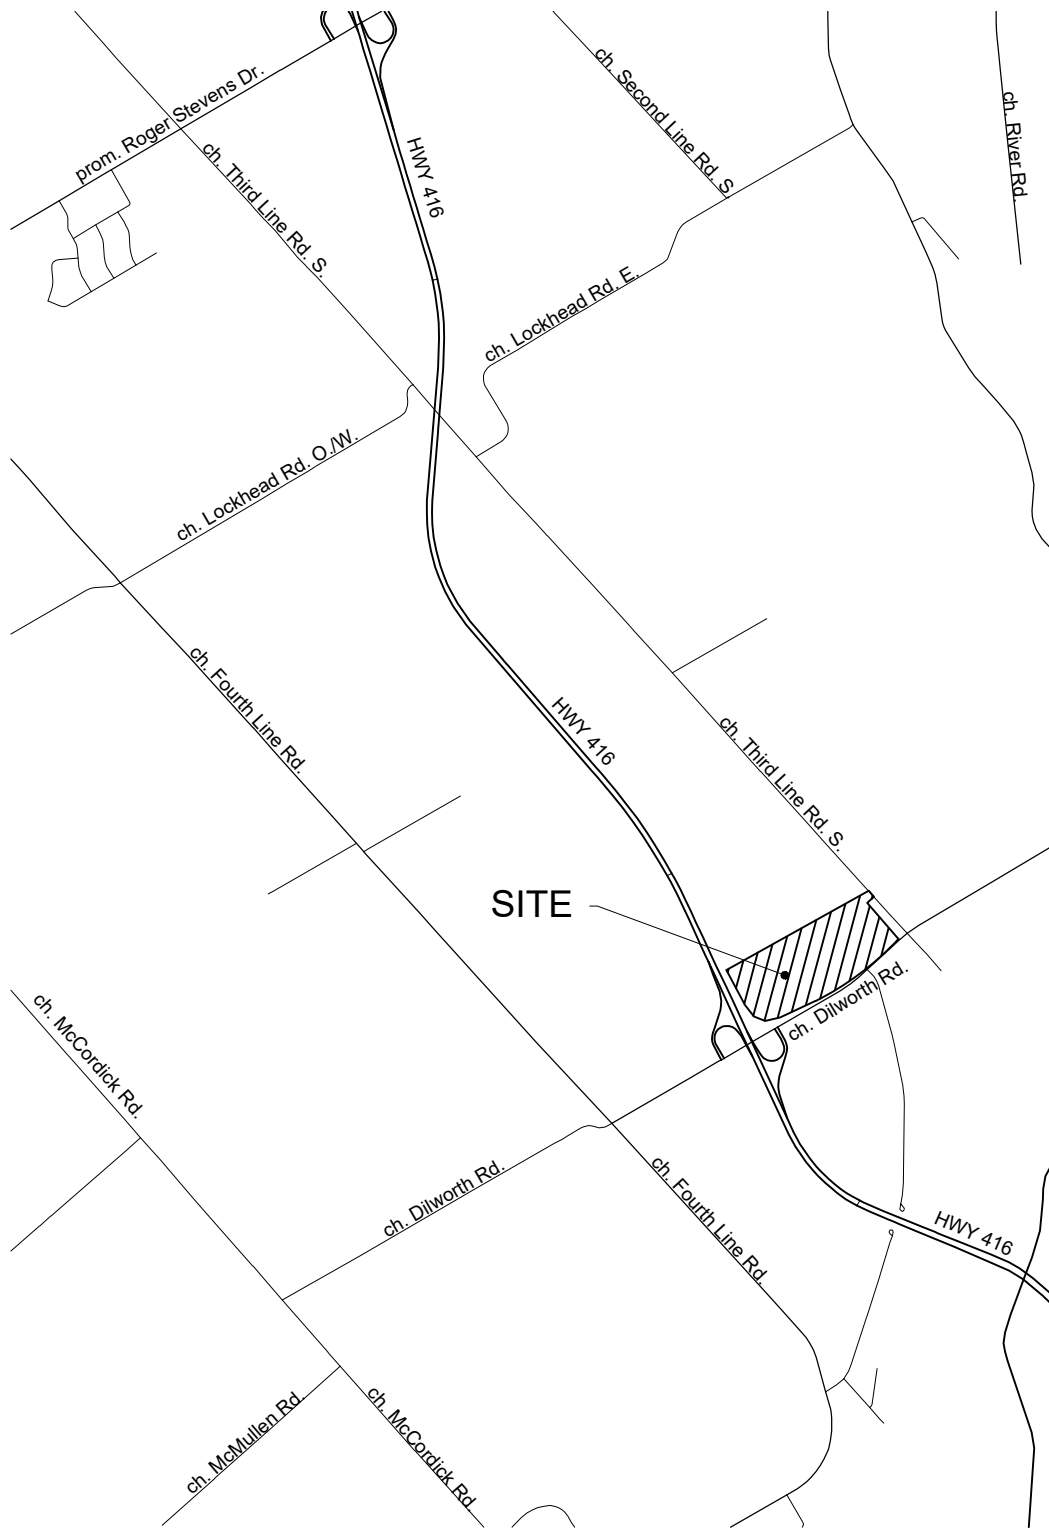 prom. Roger Stevens Dr.
ch. Second Line Rd. S
ch. River Rd.
ch. Third Line Rd. S.
HWY 416
ch. Lockhead Rd. E.
ch. Lockhead Rd. O./W.
ch. Fourth Line Rd.
HWY 416
ch. Third Line Rd. S.
SITE
ch. Dilworth Rd.
ch. McCordick Rd.
ch. Dilworth Rd.
ch. Fourth Line Rd.
HWY 416
ch. McMullen Rd.
ch. McCordick Rd.